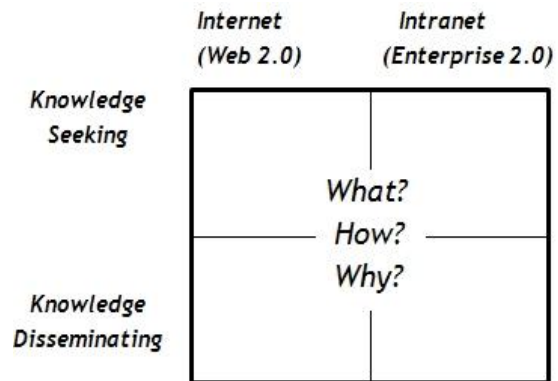 Internet
(Web 2.0)
Intranet
(Enterprise 2.0)
Knowledge
Seeking
What?
How?
Why?
Knowledge
Disseminating